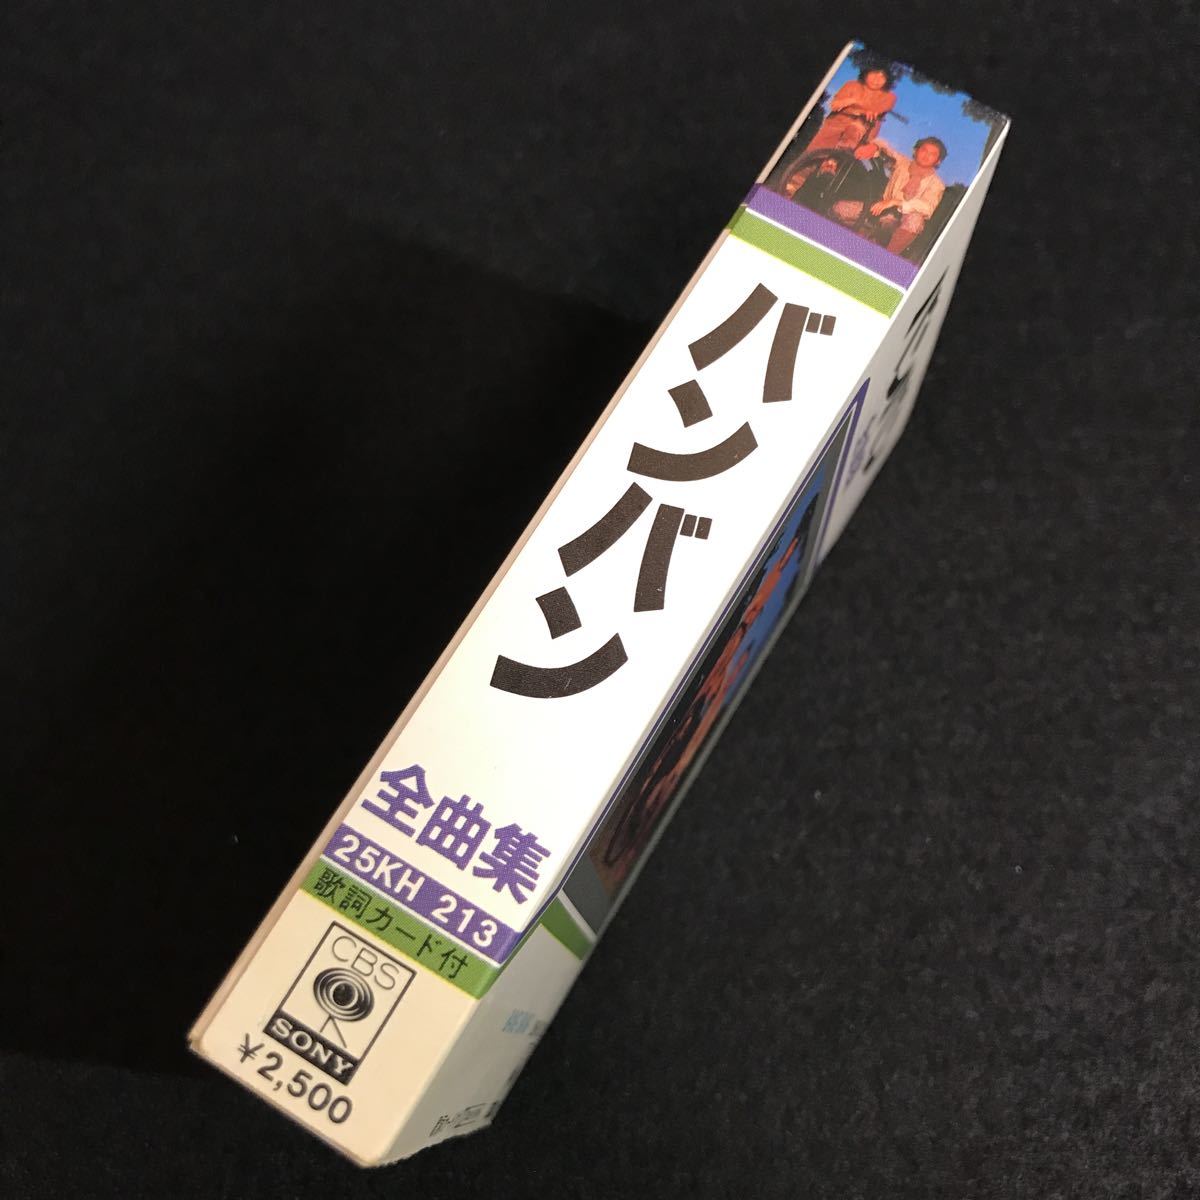 バンバン
全曲集
25KH 213
歌詞カード付
CBS
SONY
¥2,500